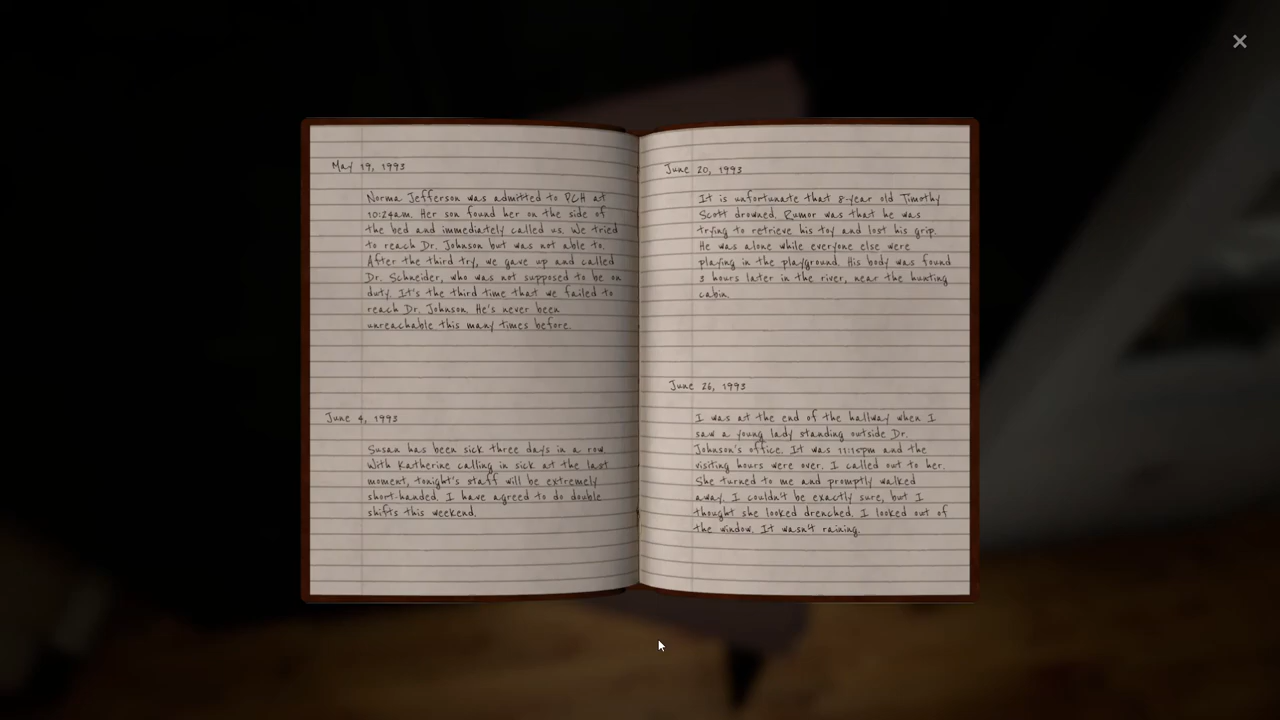 May 19, 1993
Norma Jefferson was admitted to PCH at
10:24am. Her son found her on the side of
the bed and immediately called us. We tried
to reach Dr. Johnson but was not able to.
After the third try, we gave up and called
Dr. Schneider, who was not supposed to be on
duty. It's the third time that we failed to
reach Dr. Johnson. He's never been
unreachable this many times before.
June 4, 1993
Susan has been sick three days in a row.
With Katherine calling in sick at the last
moment, tonight's staff will be extremely
short-handed. I have agreed to do double
shifts this weekend.
June 20, 1993
It is unfortunate that 8-year old Timothy
Scott drowned. Rumor was that he was
trying to retrieve his toy and lost his grip.
He was alone while everyone else were
playing in the playground. His body was found
3 hours later in the river, near the hunting
cabin.
June 26, 1993
I was at the end of the hallway when I
saw a young lady standing outside Dr.
Johnson's office. It was 11:15pm and the
visiting hours were over. I called out to her.
She turned to me and promptly walked
away. I couldn't be exactly sure, but I
thought she looked drenched. I looked out of
the window. It wasn't raining.